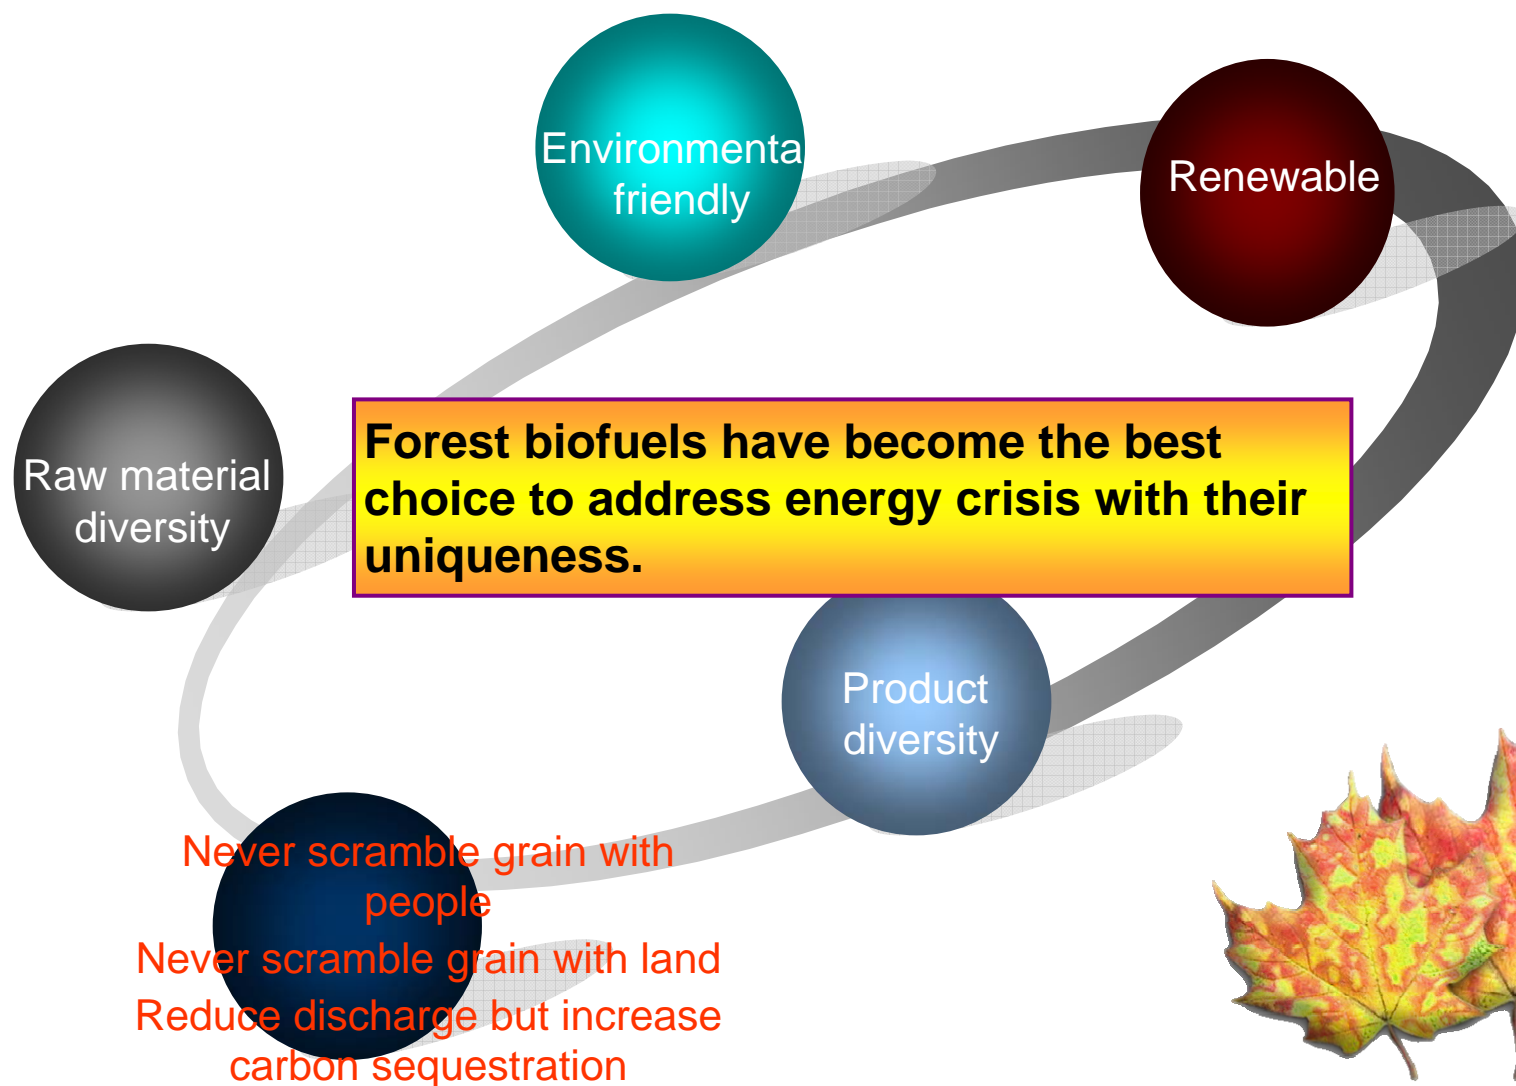 Environmenta
friendly
Renewable
Raw material
diversity
Forest biofuels have become the best
choice to address energy crisis with their
uniqueness.
Product
diversity
Never scramble grain with
people
Never scramble grain with land
Reduce discharge but increase
carbon sequestration